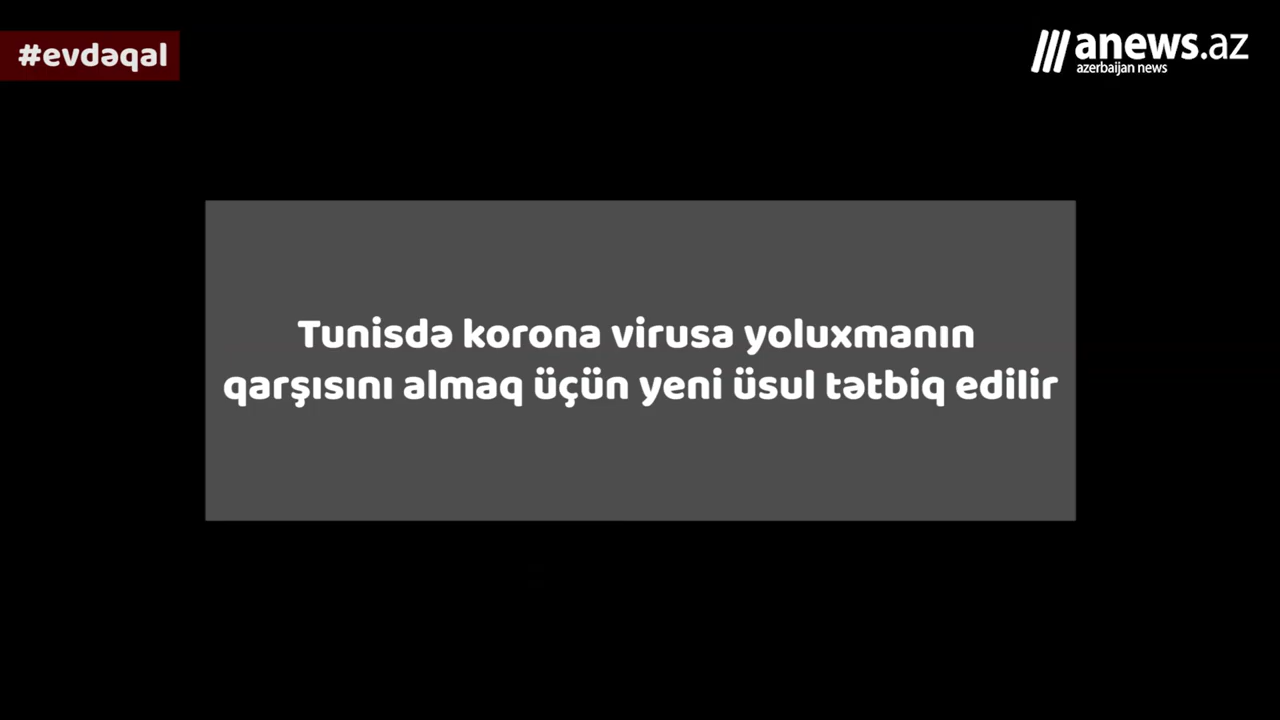 #evdəqal
anews.az
azerbaijan news
Tunisdə korona virusa yoluxmanın
qarşısını almaq üçün yeni üsul tətbiq edilir